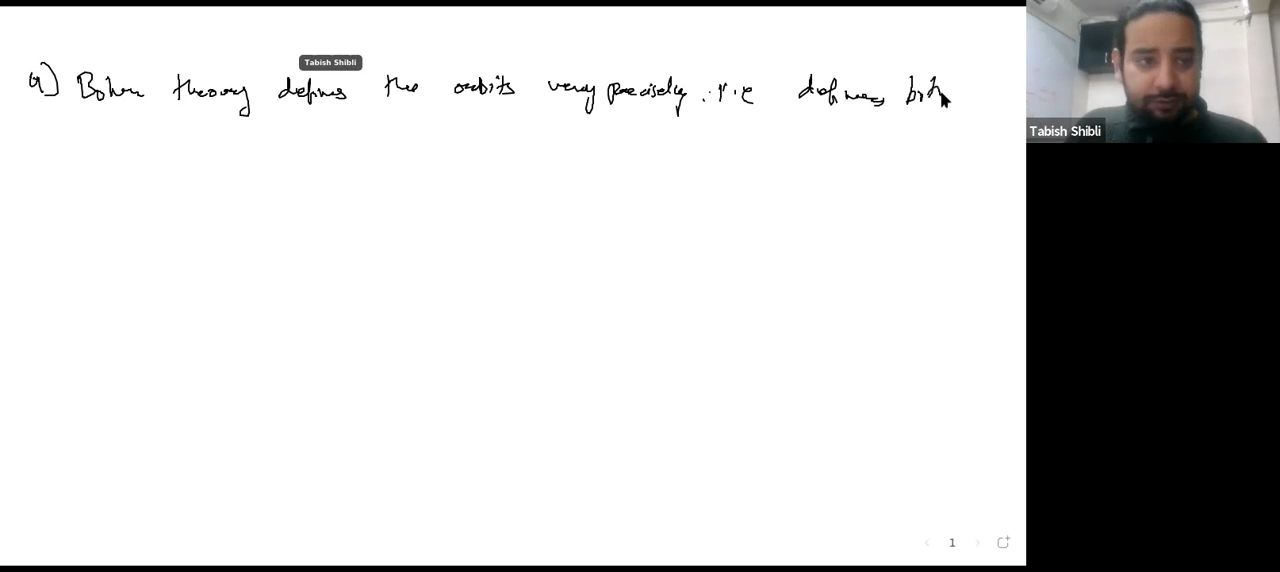 Tabish Shibli
a) Bohr theory defines the orbits very precisely. i.e defines both
Tabish Shibli
1